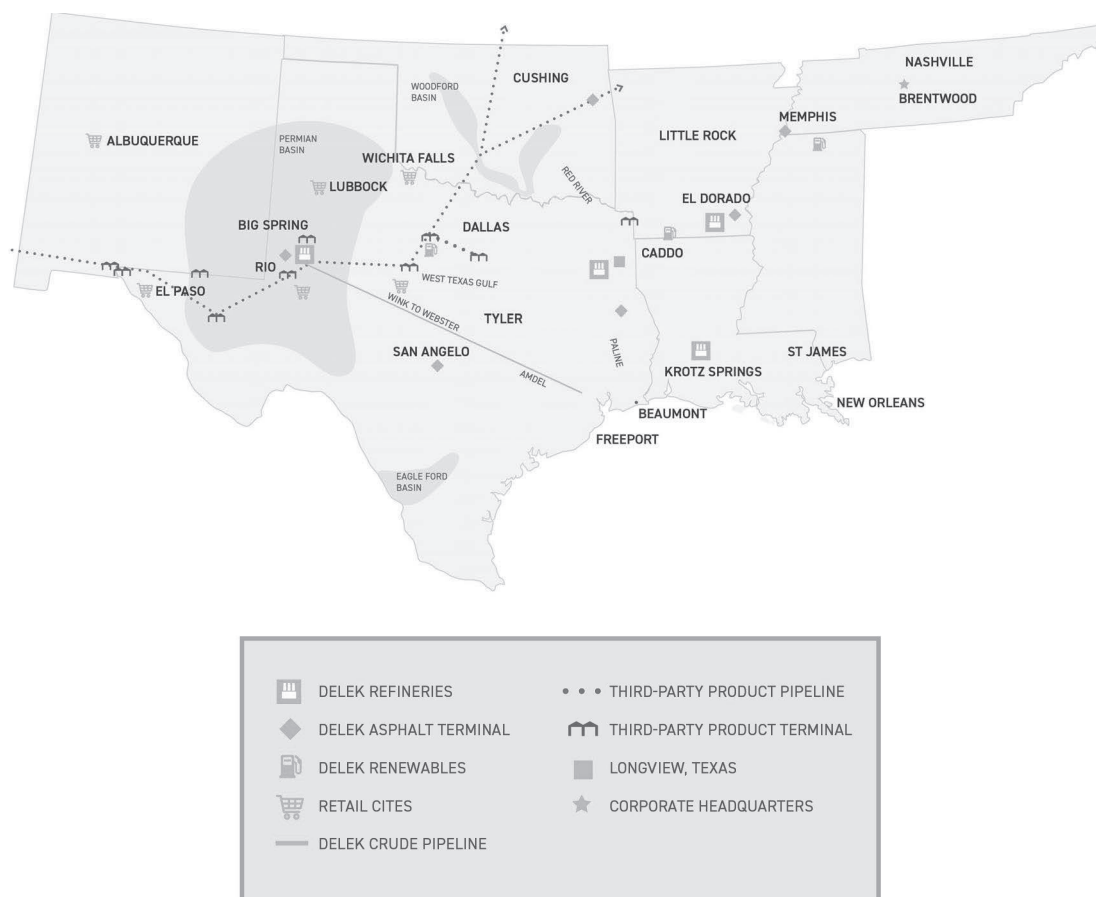 NASHVILLE
CUSHING
WOODFORD
BASIN
BRENTWOOD
MEMPHIS
LITTLE ROCK
ALBUQUERQUE
PERMIAN
BASIN
WICHITA FALLS
RED RIVER
LUBBOCK
EL DORADO
BIG SPRING
DALLAS
CADDO
RIO
WEST TEXAS GULF
EL PASO
WINK TO WEBSTER
TYLER
PALINE
SAN ANGELO
ST JAMES
KROTZ SPRINGS
AMDEL
NEW ORLEANS
BEAUMONT
FREEPORT
EAGLE FORD
BASIN
DELEK REFINERIES
DELEK ASPHALT TERMINAL
DELEK RENEWABLES
RETAIL CITES
DELEK CRUDE PIPELINE
THIRD-PARTY PRODUCT PIPELINE
THIRD-PARTY PRODUCT TERMINAL
LONGVIEW, TEXAS
CORPORATE HEADQUARTERS